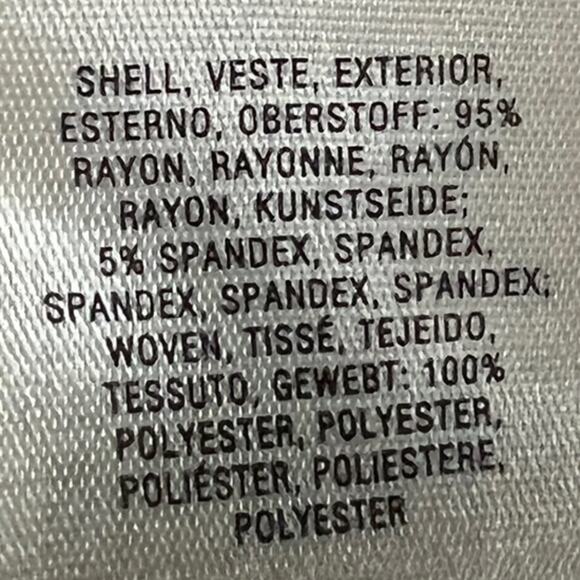 SHELL, VESTE, EXTERIOR,
ESTERNO, OBERSTOFF: 95%
RAYON, RAYONNE, RAYÓN,
RAYON, KUNSTSEIDE;
5% SPANDEX, SPANDEX,
SPANDEX, SPANDEX, SPANDEX;
WOVEN, TISSÉ, TEJEIDO,
TESSUTO, GEWEBT: 100%
POLYESTER, POLYESTER,
POLIÉSTER, POLIESTERE,
POLYESTER